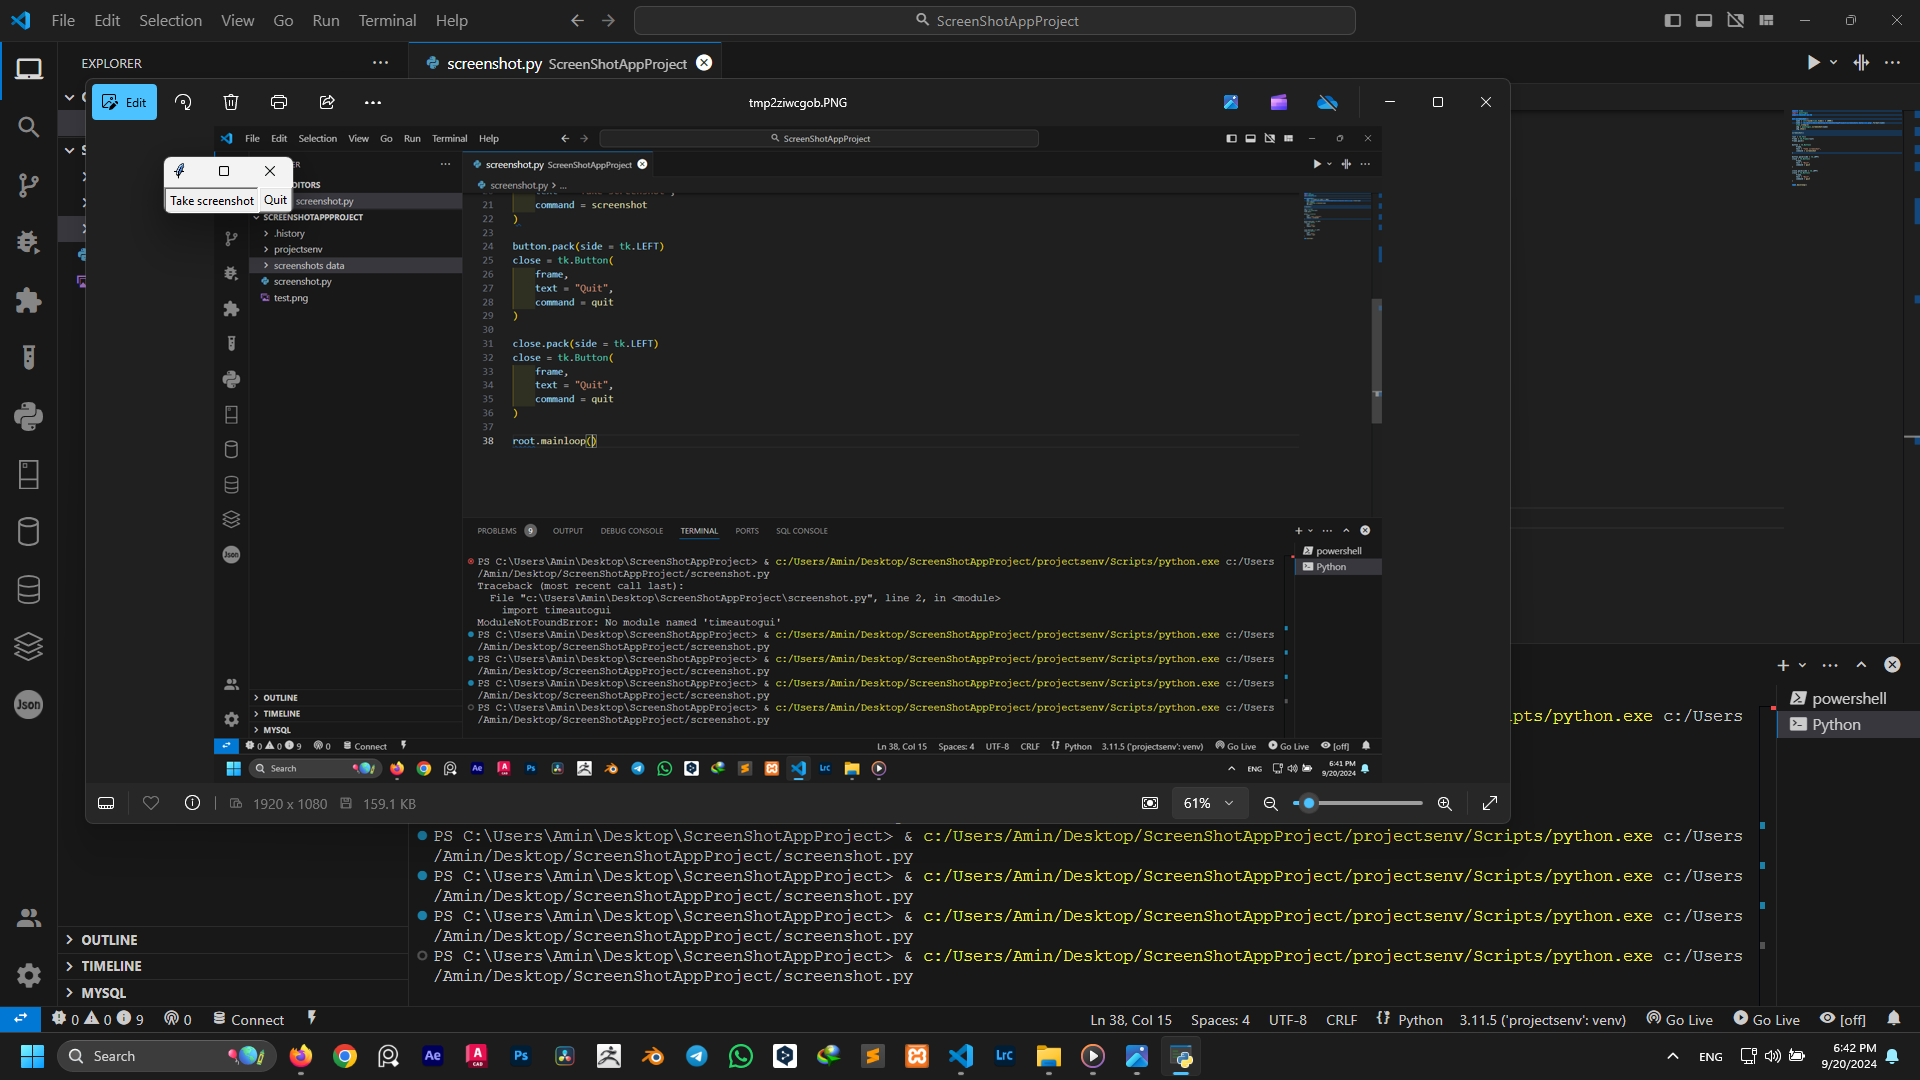 File Edit Selection View Go Run Terminal Help
ScreenShotAppProject
EXPLORER
screenshot.py ScreenShotAppProject
Edit
tmp2ziwcgob.PNG
File Edit Selection View Go Run Terminal Help
ScreenShotAppProject
Take screenshot Quit
screenshot.py ScreenShotAppProject
screenshot.py > ...
screenshot.py
SCREENSHOTAPPPROJECT
.history
projectsenv
screenshots data
screenshot.py
test.png
21 command = screenshot
22 )
23
24 button.pack(side = tk.LEFT)
25 close = tk.Button(
26 frame,
27 text = "Quit",
28 command = quit
29 )
30
31 close.pack(side = tk.LEFT)
32 close = tk.Button(
33 frame,
34 text = "Quit",
35 command = quit
36 )
37
38 root.mainloop()
PROBLEMS 9 OUTPUT DEBUG CONSOLE TERMINAL PORTS SQL CONSOLE
powershell
Python
PS C:\Users\Amin\Desktop\ScreenShotAppProject> & c:/Users/Amin/Desktop/ScreenShotAppProject/projectsenv/Scripts/python.exe c:/Users
/Amin/Desktop/ScreenShotAppProject/screenshot.py
Traceback (most recent call last):
File "c:\Users\Amin\Desktop\ScreenShotAppProject\screenshot.py", line 2, in <module>
import timeautogui
ModuleNotFoundError: No module named 'timeautogui'
PS C:\Users\Amin\Desktop\ScreenShotAppProject> & c:/Users/Amin/Desktop/ScreenShotAppProject/projectsenv/Scripts/python.exe c:/Users
/Amin/Desktop/ScreenShotAppProject/screenshot.py
PS C:\Users\Amin\Desktop\ScreenShotAppProject> & c:/Users/Amin/Desktop/ScreenShotAppProject/projectsenv/Scripts/python.exe c:/Users
/Amin/Desktop/ScreenShotAppProject/screenshot.py
PS C:\Users\Amin\Desktop\ScreenShotAppProject> & c:/Users/Amin/Desktop/ScreenShotAppProject/projectsenv/Scripts/python.exe c:/Users
/Amin/Desktop/ScreenShotAppProject/screenshot.py
PS C:\Users\Amin\Desktop\ScreenShotAppProject> & c:/Users/Amin/Desktop/ScreenShotAppProject/projectsenv/Scripts/python.exe c:/Users
/Amin/Desktop/ScreenShotAppProject/screenshot.py
OUTLINE
TIMELINE
MYSQL
0 0 9 0 Connect Ln 38, Col 15 Spaces: 4 UTF-8 CRLF Python 3.11.5 ('projectsenv': venv) Go Live Go Live [off]
Search Ae Ps Lrc ENG 6:41 PM
9/20/2024
1920 x 1080 159.1 KB 61%
powershell
Python
pts/python.exe c:/Users
PS C:\Users\Amin\Desktop\ScreenShotAppProject> & c:/Users/Amin/Desktop/ScreenShotAppProject/projectsenv/Scripts/python.exe c:/Users
/Amin/Desktop/ScreenShotAppProject/screenshot.py
PS C:\Users\Amin\Desktop\ScreenShotAppProject> & c:/Users/Amin/Desktop/ScreenShotAppProject/projectsenv/Scripts/python.exe c:/Users
/Amin/Desktop/ScreenShotAppProject/screenshot.py
PS C:\Users\Amin\Desktop\ScreenShotAppProject> & c:/Users/Amin/Desktop/ScreenShotAppProject/projectsenv/Scripts/python.exe c:/Users
/Amin/Desktop/ScreenShotAppProject/screenshot.py
PS C:\Users\Amin\Desktop\ScreenShotAppProject> & c:/Users/Amin/Desktop/ScreenShotAppProject/projectsenv/Scripts/python.exe c:/Users
/Amin/Desktop/ScreenShotAppProject/screenshot.py
Json
OUTLINE
TIMELINE
MYSQL
0 0 9 0 Connect Ln 38, Col 15 Spaces: 4 UTF-8 CRLF Python 3.11.5 ('projectsenv': venv) Go Live Go Live [off]
Search Ae Ps Lrc ENG 6:42 PM
9/20/2024